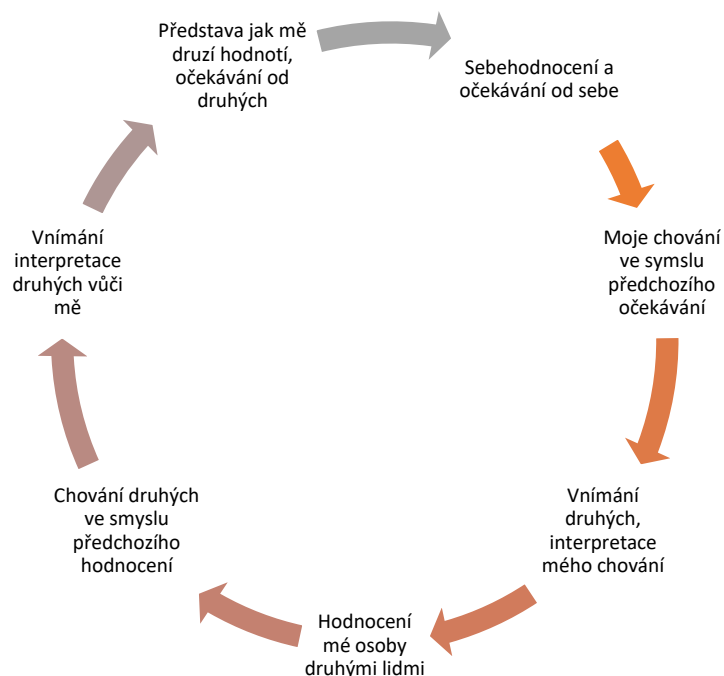 Představa jak mě
druzí hodnotí,
očekávání od
druhých
Sebehodnocení a
očekávání od sebe
Moje chování
ve symslu
předchozího
očekávání
Vnímání
druhých,
interpretace
mého chování
Hodnocení
mé osoby
druhými lidmi
Chování druhých
ve smyslu
předchozího
hodnocení
Vnímání
interpretace
druhých vůči
mě